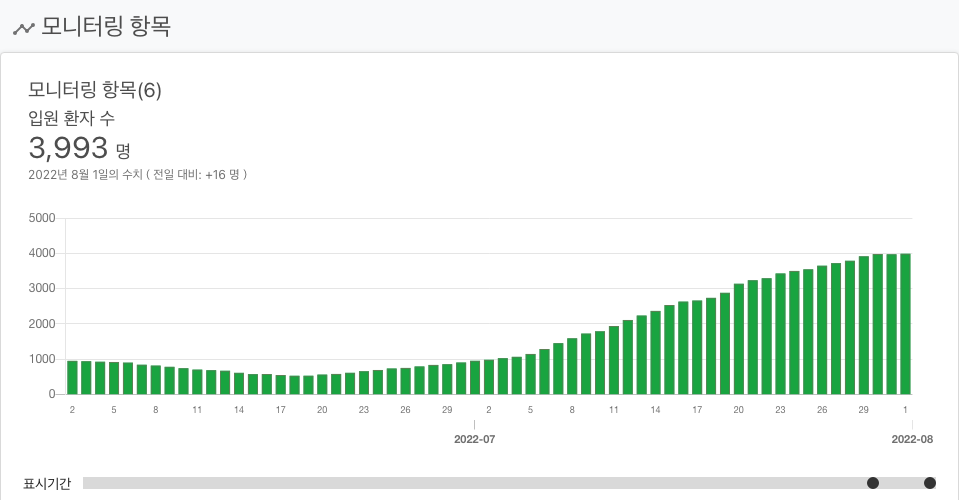 모니터링 항목
모니터링 항목(6)
입원 환자 수
3,993 명
2022년 8월 1일의 수치 ( 전일 대비: +16 명 )
5000
4000
3000
2000
1000
0
2 5 8 11 14 17 20 23 26 29 2 5 8 11 14 17 20 23 26 29 1
2022-07 2022-08
표시기간